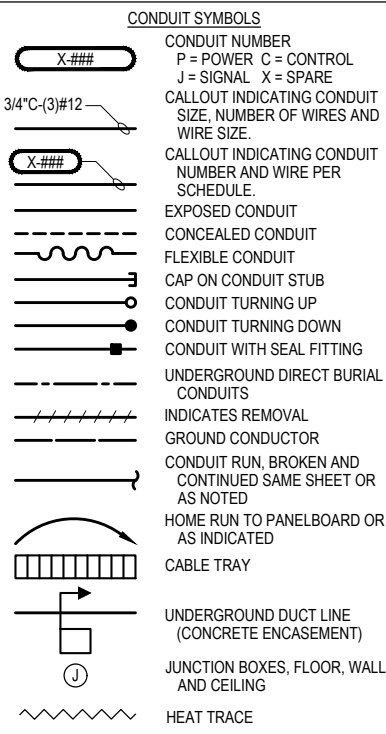 CONDUIT SYMBOLS
X-###
CONDUIT NUMBER
P = POWER C = CONTROL
J = SIGNAL X = SPARE
3/4"C-(3)#12
CALLOUT INDICATING CONDUIT
SIZE, NUMBER OF WIRES AND
WIRE SIZE.
X-###
CALLOUT INDICATING CONDUIT
NUMBER AND WIRE PER
SCHEDULE.
EXPOSED CONDUIT
CONCEALED CONDUIT
FLEXIBLE CONDUIT
CAP ON CONDUIT STUB
CONDUIT TURNING UP
CONDUIT TURNING DOWN
CONDUIT WITH SEAL FITTING
UNDERGROUND DIRECT BURIAL
CONDUITS
INDICATES REMOVAL
GROUND CONDUCTOR
CONDUIT RUN, BROKEN AND
CONTINUED SAME SHEET OR
AS NOTED
HOME RUN TO PANELBOARD OR
AS INDICATED
CABLE TRAY
UNDERGROUND DUCT LINE
(CONCRETE ENCASEMENT)
J
JUNCTION BOXES, FLOOR, WALL
AND CEILING
HEAT TRACE